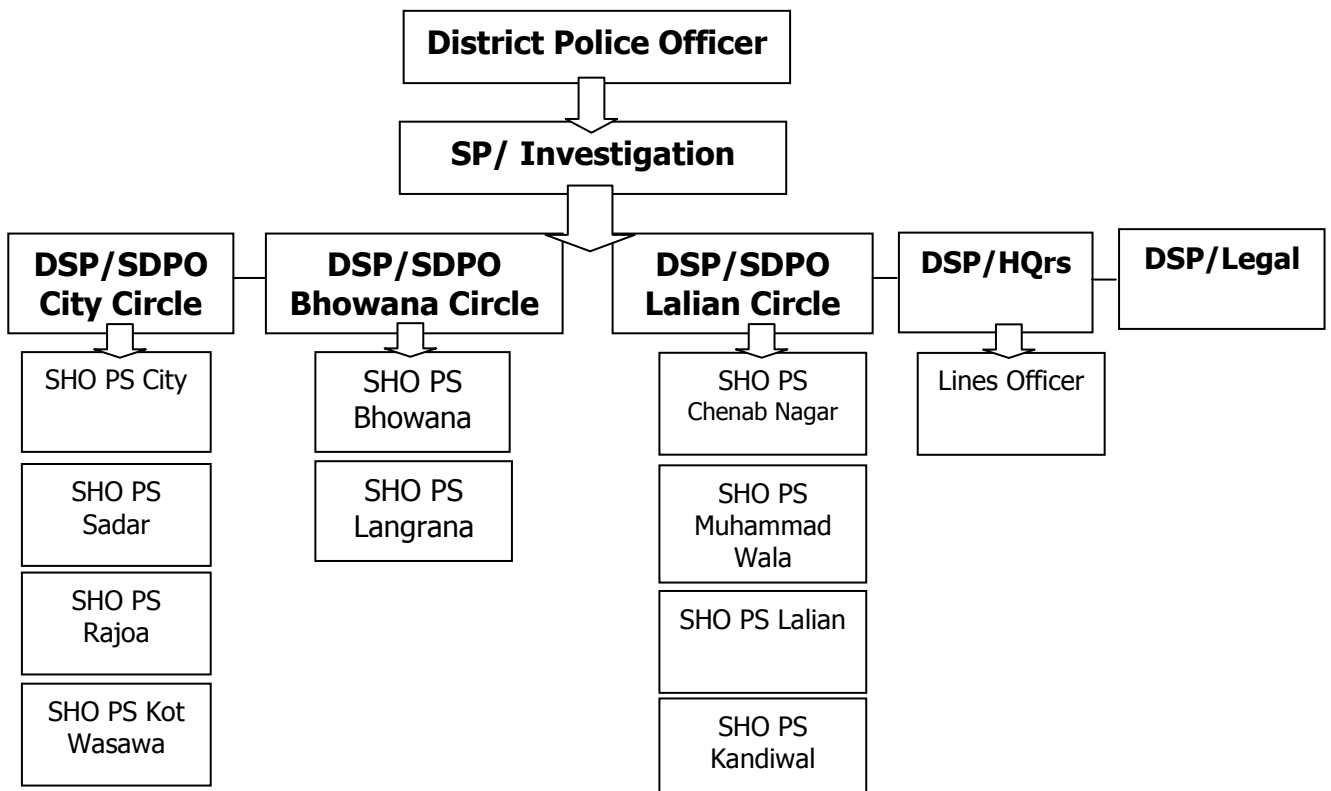 District Police Officer
SP/ Investigation
DSP/SDPO
City Circle
DSP/SDPO
Bhowana Circle
DSP/SDPO
Lalian Circle
DSP/HQrs
DSP/Legal
SHO PS City
SHO PS
Sadar
SHO PS
Rajoa
SHO PS Kot
Wasawa
SHO PS
Bhowana
SHO PS
Langrana
SHO PS
Chenab Nagar
SHO PS
Muhammad
Wala
SHO PS Lalian
SHO PS
Kandiwal
Lines Officer